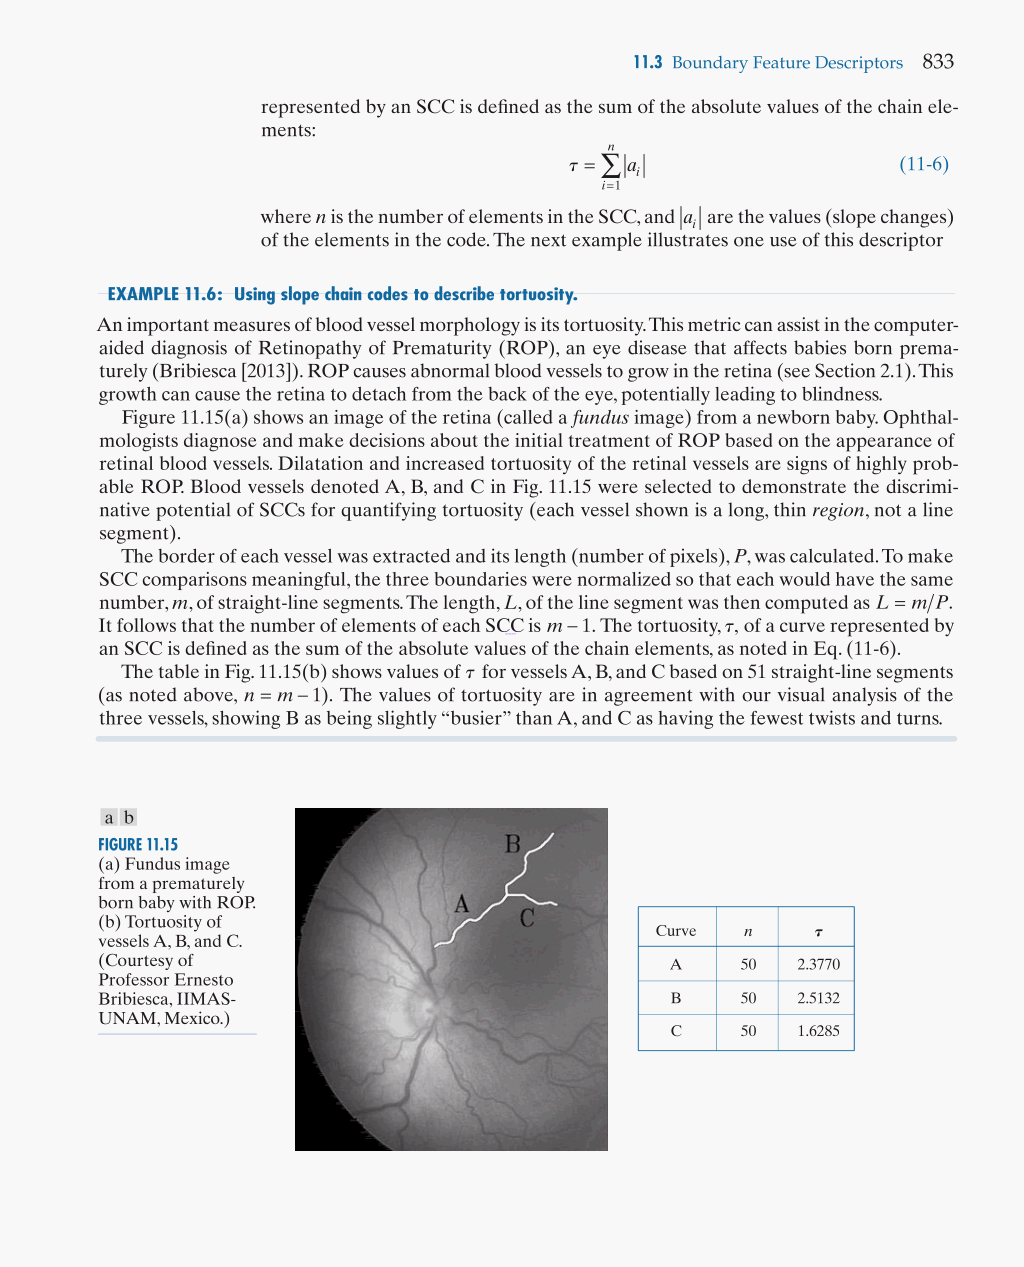 11.3 Boundary Feature Descriptors 833
represented by an SCC is defined as the sum of the absolute values of the chain ele-
ments:
τ = ∑_{i=1}^{n} |a_i| (11-6)
where n is the number of elements in the SCC, and |a_i| are the values (slope changes)
of the elements in the code. The next example illustrates one use of this descriptor
EXAMPLE 11.6: Using slope chain codes to describe tortuosity.
An important measures of blood vessel morphology is its tortuosity. This metric can assist in the computer-
aided diagnosis of Retinopathy of Prematurity (ROP), an eye disease that affects babies born prema-
turely (Bribiesca [2013]). ROP causes abnormal blood vessels to grow in the retina (see Section 2.1). This
growth can cause the retina to detach from the back of the eye, potentially leading to blindness.
Figure 11.15(a) shows an image of the retina (called a fundus image) from a newborn baby. Ophthal-
mologists diagnose and make decisions about the initial treatment of ROP based on the appearance of
retinal blood vessels. Dilatation and increased tortuosity of the retinal vessels are signs of highly prob-
able ROP. Blood vessels denoted A, B, and C in Fig. 11.15 were selected to demonstrate the discrimi-
native potential of SCCs for quantifying tortuosity (each vessel shown is a long, thin region, not a line
segment).
The border of each vessel was extracted and its length (number of pixels), P, was calculated. To make
SCC comparisons meaningful, the three boundaries were normalized so that each would have the same
number, m, of straight-line segments. The length, L, of the line segment was then computed as L = m/P.
It follows that the number of elements of each SCC is m − 1. The tortuosity, τ, of a curve represented by
an SCC is defined as the sum of the absolute values of the chain elements, as noted in Eq. (11-6).
The table in Fig. 11.15(b) shows values of τ for vessels A, B, and C based on 51 straight-line segments
(as noted above, n = m − 1). The values of tortuosity are in agreement with our visual analysis of the
three vessels, showing B as being slightly “busier” than A, and C as having the fewest twists and turns.
a b
FIGURE 11.15
(a) Fundus image
from a prematurely
born baby with ROP.
(b) Tortuosity of
vessels A, B, and C.
(Courtesy of
Professor Ernesto
Bribiesca, IIMAS-
UNAM, Mexico.)
B
A
C
Curve n τ
A 50 2.3770
B 50 2.5132
C 50 1.6285